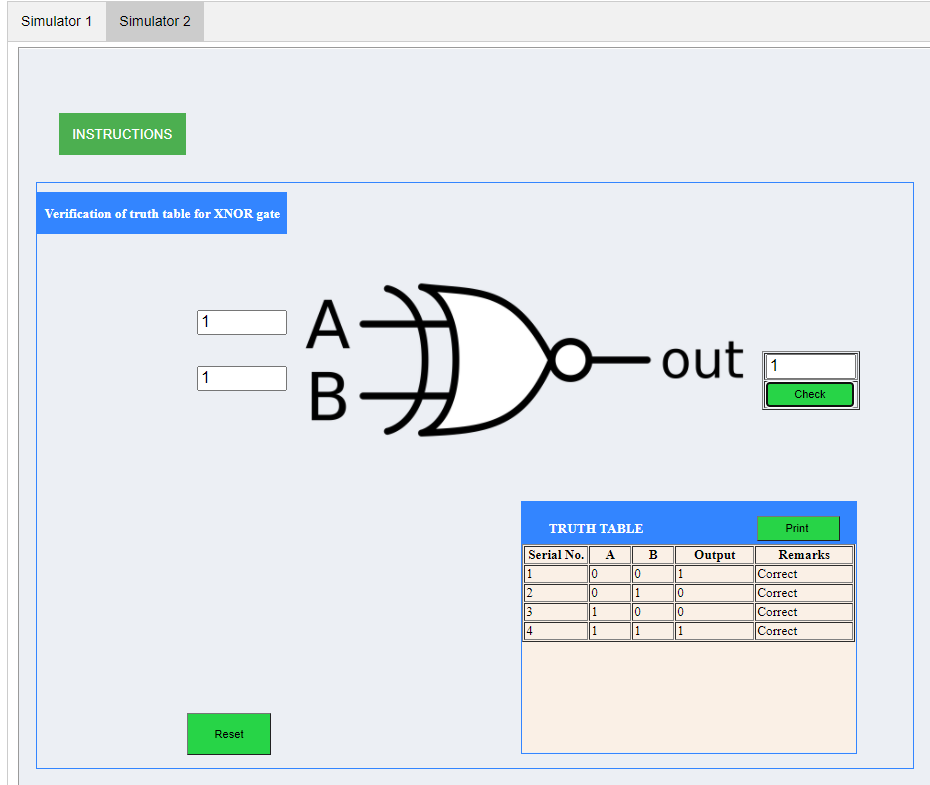 Simulator 1 Simulator 2
INSTRUCTIONS
Verification of truth table for XNOR gate
1 A
1 B
out 1
Check
TRUTH TABLE Print
Serial No. A B Output Remarks
1 0 0 1 Correct
2 0 1 0 Correct
3 1 0 0 Correct
4 1 1 1 Correct
Reset